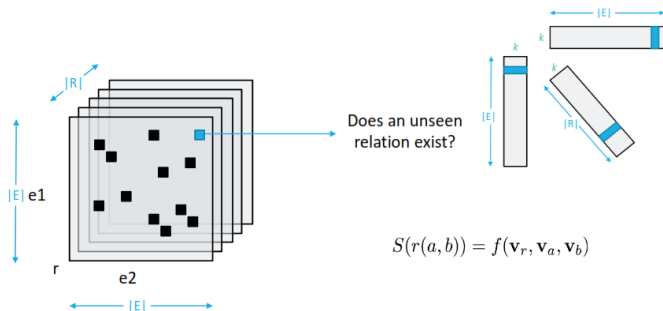 |R|
|E|
e1
r
e2
|E|
Does an unseen
relation exist?
|E|
k
k
|E|
k
|R|
S(r(a, b)) = f(v_r, v_a, v_b)